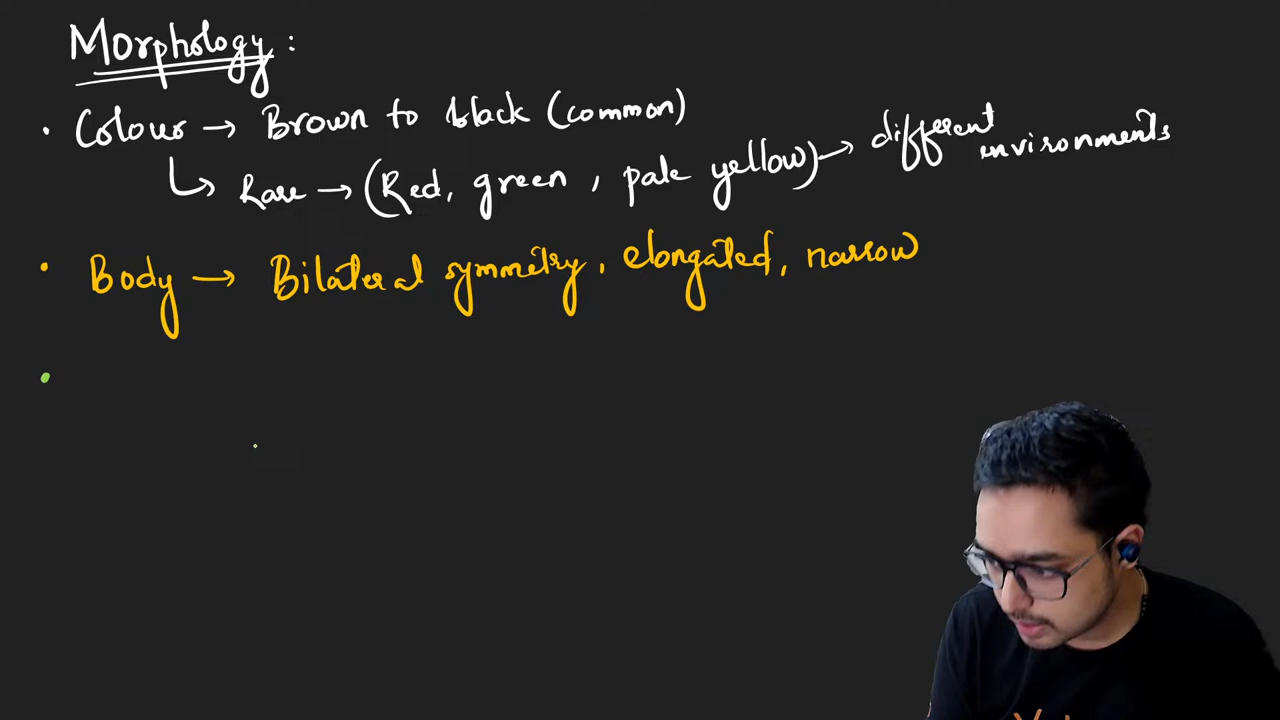 Morphology :
• Colour → Brown to black (common)
↳ Rare → (Red, green, pale yellow) → different environments
• Body → Bilateral symmetry, elongated, narrow
•